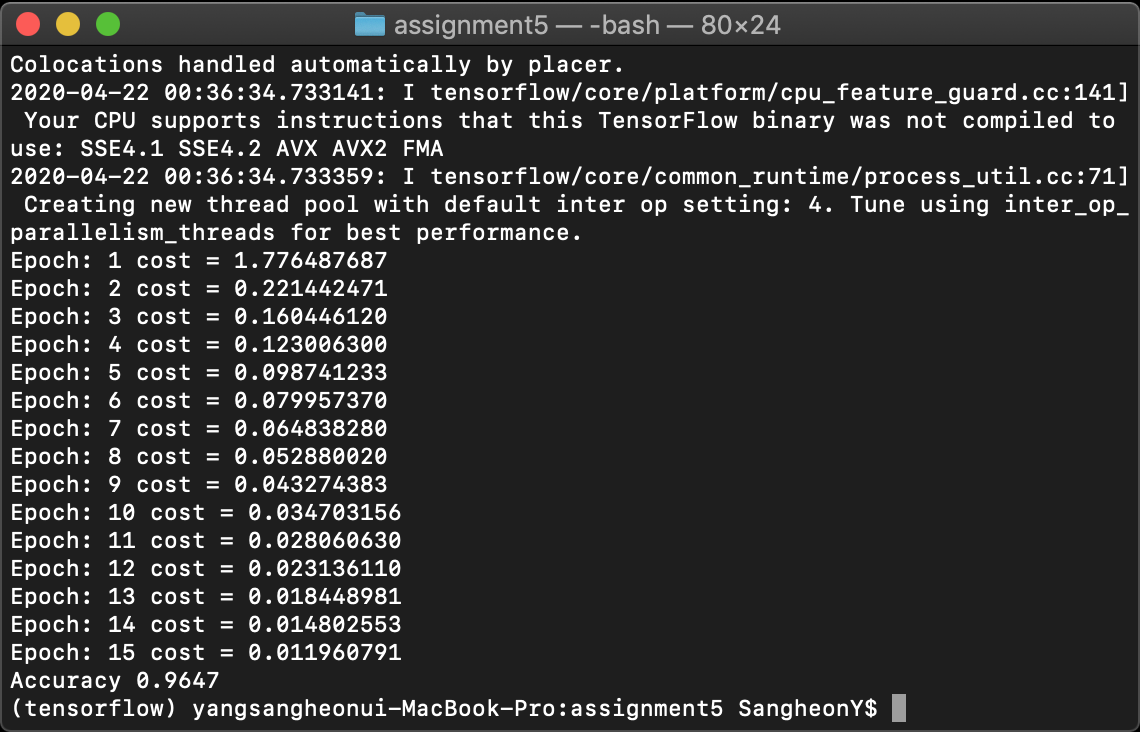 assignment5 — -bash — 80×24
Colocations handled automatically by placer.
2020-04-22 00:36:34.733141: I tensorflow/core/platform/cpu_feature_guard.cc:141]
 Your CPU supports instructions that this TensorFlow binary was not compiled to
use: SSE4.1 SSE4.2 AVX AVX2 FMA
2020-04-22 00:36:34.733359: I tensorflow/core/common_runtime/process_util.cc:71]
 Creating new thread pool with default inter op setting: 4. Tune using inter_op_
parallelism_threads for best performance.
Epoch: 1 cost = 1.776487687
Epoch: 2 cost = 0.221442471
Epoch: 3 cost = 0.160446120
Epoch: 4 cost = 0.123006300
Epoch: 5 cost = 0.098741233
Epoch: 6 cost = 0.079957370
Epoch: 7 cost = 0.064838280
Epoch: 8 cost = 0.052880020
Epoch: 9 cost = 0.043274383
Epoch: 10 cost = 0.034703156
Epoch: 11 cost = 0.028060630
Epoch: 12 cost = 0.023136110
Epoch: 13 cost = 0.018448981
Epoch: 14 cost = 0.014802553
Epoch: 15 cost = 0.011960791
Accuracy 0.9647
(tensorflow) yangsangheonui-MacBook-Pro:assignment5 SangheonY$